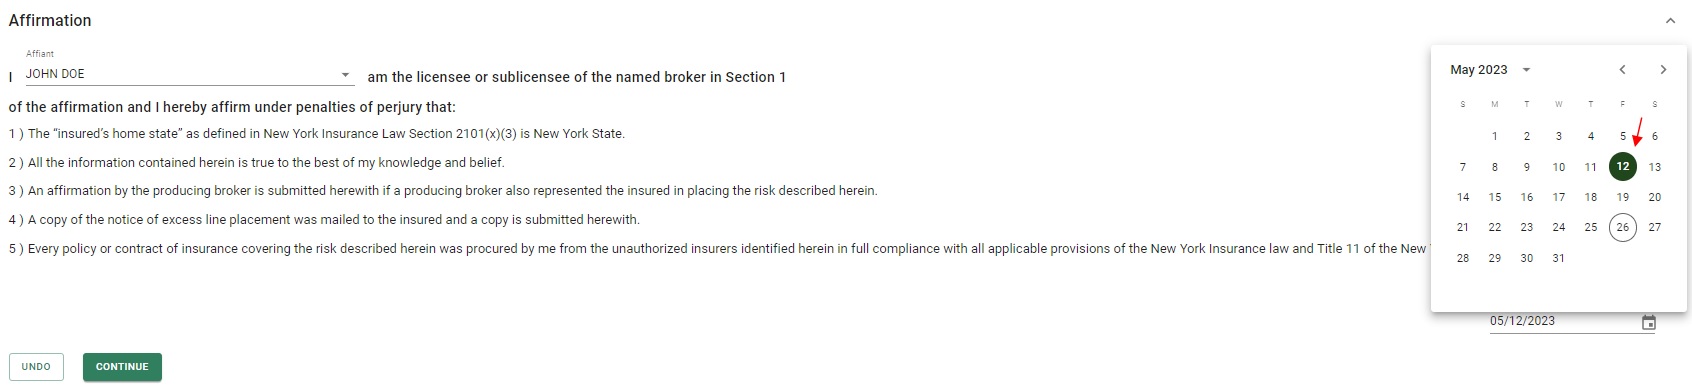 Affirmation
Affiant
I JOHN DOE am the licensee or sublicensee of the named broker in Section 1
of the affirmation and I hereby affirm under penalties of perjury that:
1 ) The “insured’s home state” as defined in New York Insurance Law Section 2101(x)(3) is New York State.
2 ) All the information contained herein is true to the best of my knowledge and belief.
3 ) An affirmation by the producing broker is submitted herewith if a producing broker also represented the insured in placing the risk described herein.
4 ) A copy of the notice of excess line placement was mailed to the insured and a copy is submitted herewith.
5 ) Every policy or contract of insurance covering the risk described herein was procured by me from the unauthorized insurers identified herein in full compliance with all applicable provisions of the New York Insurance law and Title 11 of the New
May 2023
S M T W T F S
1 2 3 4 5 6
7 8 9 10 11 12 13
14 15 16 17 18 19 20
21 22 23 24 25 26 27
28 29 30 31
05/12/2023
UNDO CONTINUE